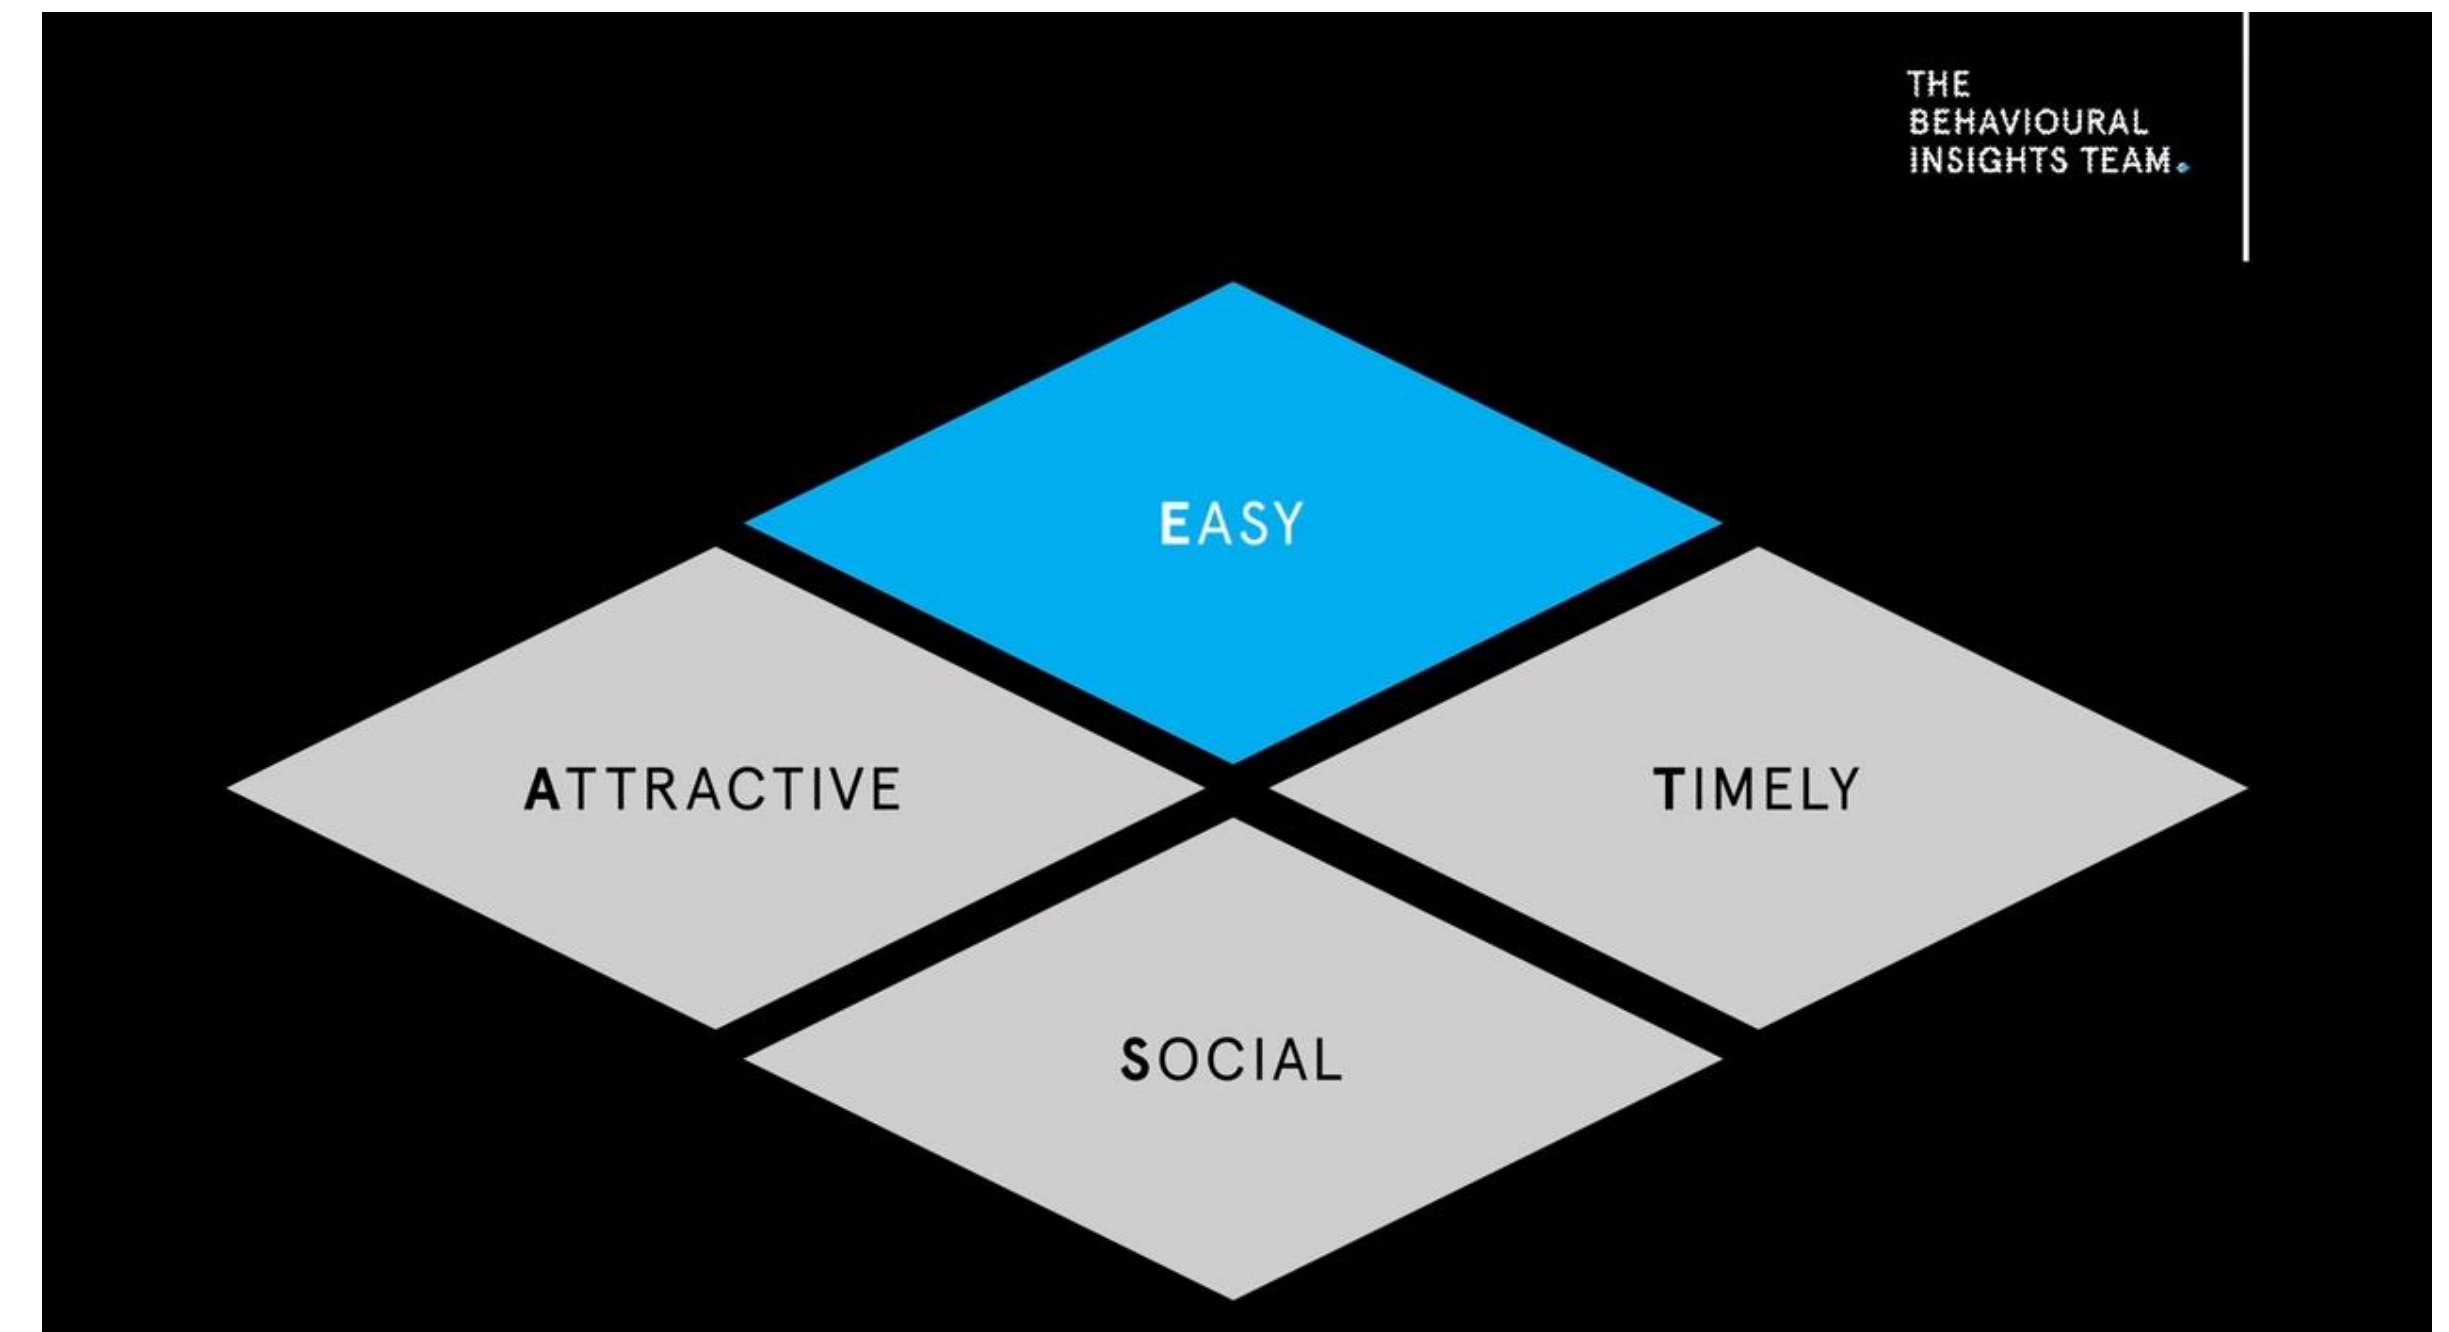 THE
BEHAVIOURAL
INSIGHTS TEAM.
EASY
ATTRACTIVE
TIMELY
SOCIAL